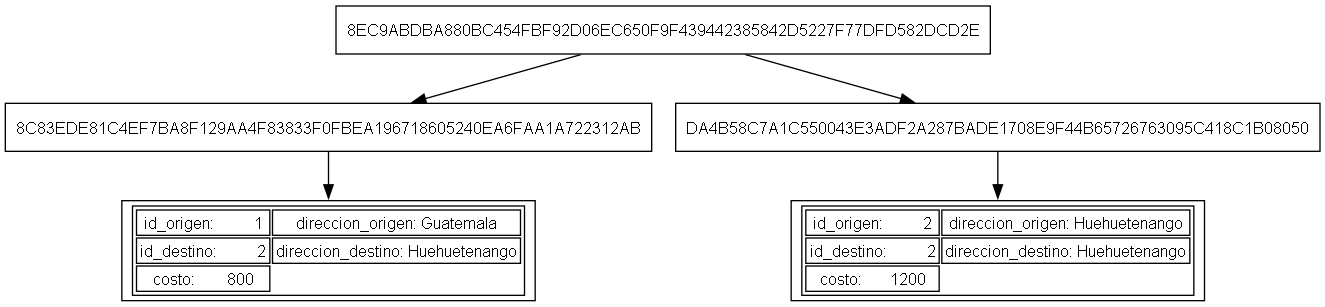 8EC9ABDBA880BC454FBF92D06EC650F9F439442385842D5227F77DFD582DCD2E
8C83EDE81C4EF7BA8F129AA4F83833F0FBEA196718605240EA6FAA1A722312AB
DA4B58C7A1C550043E3ADF2A287BADE1708E9F44B65726763095C418C1B08050
id_origen: 1 direccion_origen: Guatemala
id_destino: 2 direccion_destino: Huehuetenango
costo: 800
id_origen: 2 direccion_origen: Huehuetenango
id_destino: 2 direccion_destino: Huehuetenango
costo: 1200